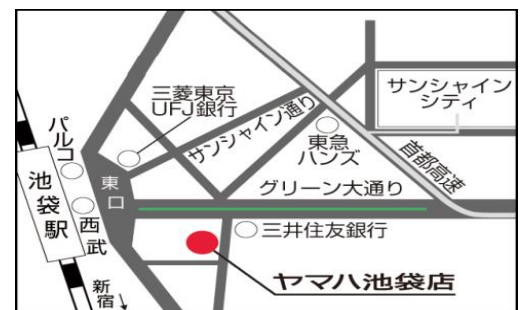 三菱東京
UFJ銀行
サンシャイン通り
サンシャイン
シティ
パルコ
東急
ハンズ
首都高速
池袋駅
東口
グリーン大通り
西武
三井住友銀行
ヤマハ池袋店
新宿↓